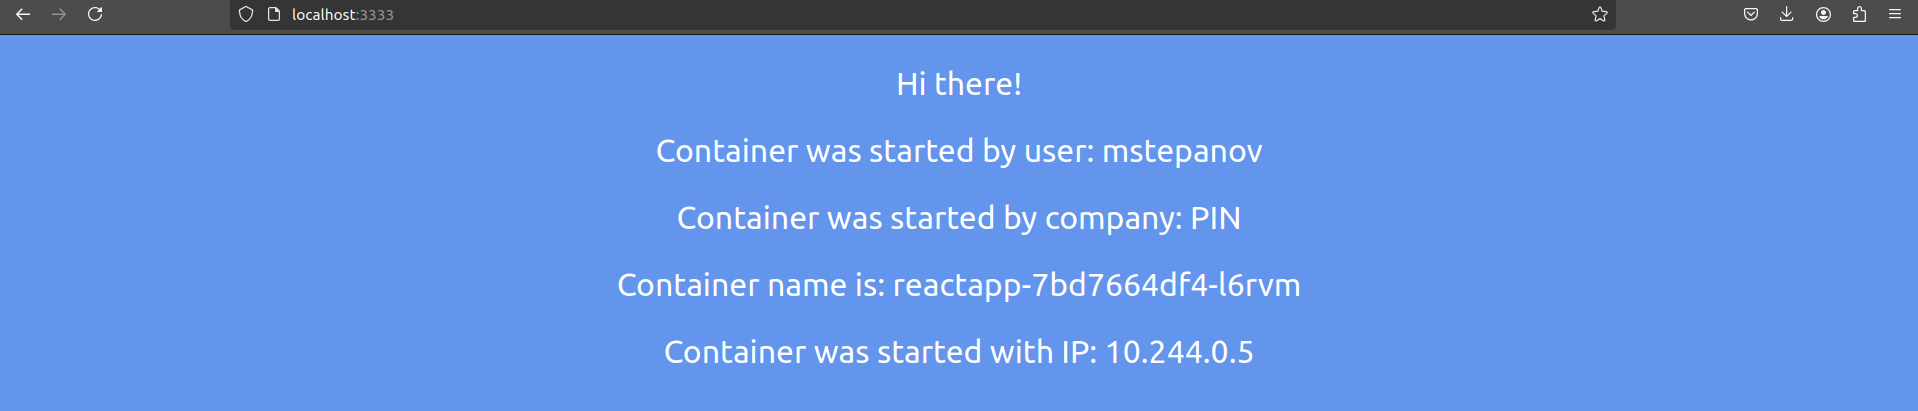 localhost:3333
Hi there!
Container was started by user: mstepanov
Container was started by company: PIN
Container name is: reactapp-7bd7664df4-l6rvm
Container was started with IP: 10.244.0.5